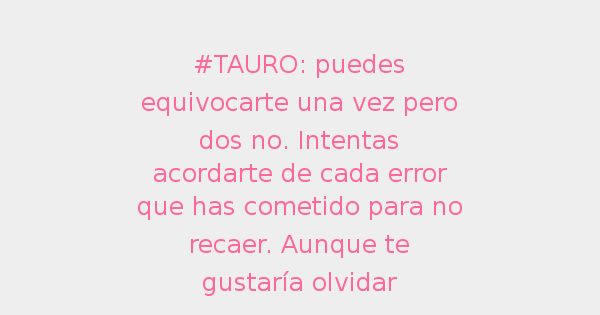 #TAURO: puedes
equivocarte una vez pero
dos no. Intentas
acordarte de cada error
que has cometido para no
recaer. Aunque te
gustaría olvidar